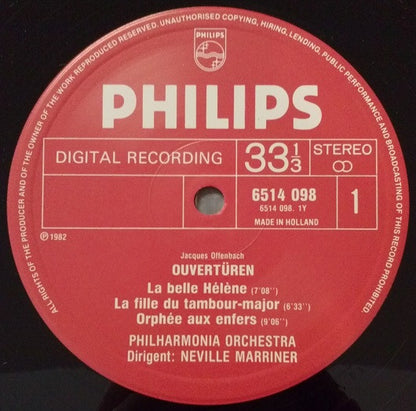 ALL RIGHTS OF THE PRODUCER AND OF THE OWNER OF THE WORK REPRODUCED RESERVED. UNAUTHORISED COPYING, HIRING, LENDING, PUBLIC PERFORMANCE AND BROADCASTING OF THIS RECORD PROHIBITED.
PHILIPS
PHILIPS
DIGITAL RECORDING
33 1/3
STEREO
6514 098
6514 098. 1Y
MADE IN HOLLAND
1
℗ 1982
Jacques Offenbach
OUVERTÜREN
La belle Hélène (7'08'')
La fille du tambour-major (6'33'')
Orphée aux enfers (9'06'')
PHILHARMONIA ORCHESTRA
Dirigent: NEVILLE MARRINER